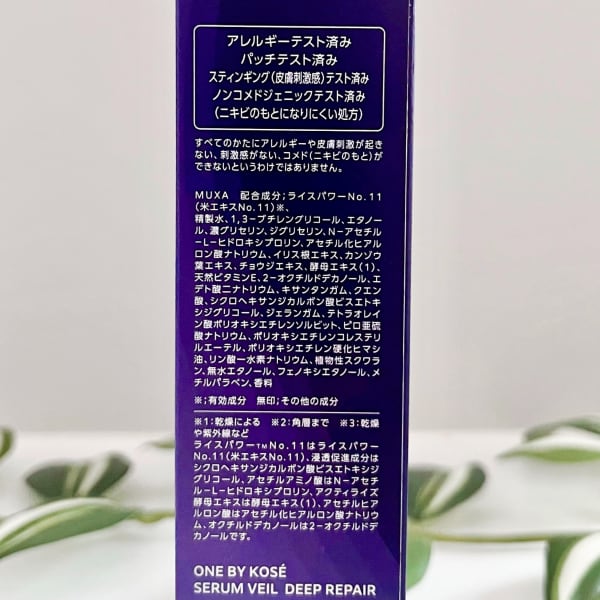 アレルギーテスト済み
パッチテスト済み
スティンギング(皮膚刺激感)テスト済み
ノンコメドジェニックテスト済み
(ニキビのもとになりにくい処方)
すべてのかたにアレルギーや皮膚刺激が起き
ない、刺激感がない、コメド(ニキビのもと)が
できないというわけではありません。
MUXA 配合成分;ライスパワーNo.11
(米エキスNo.11)※、
精製水、1,3-ブチレングリコール、エタノー
ル、濃グリセリン、ジグリセリン、N-アセチル
-L-ヒドロキシプロリン、アセチル化ヒアル
ロン酸ナトリウム、イリス根エキス、カンゾウ
葉エキス、チョウジエキス、酵母エキス(1)、
天然ビタミンE、2-オクチルドデカノール、エ
デト酸二ナトリウム、キサンタンガム、クエン
酸、シクロヘキサンジカルボン酸ビスエトキ
シジグリコール、ジェランガム、テトラオレイ
ン酸ポリオキシエチレンソルビット、ピロ亜硫
酸ナトリウム、ポリオキシエチレンコレステリ
ルエーテル、ポリオキシエチレン硬化ヒマシ
油、リン酸一水素ナトリウム、植物性スクワラ
ン、無水エタノール、フェノキシエタノール、メ
チルパラベン、香料
※;有効成分 無印;その他の成分
※1:乾燥による ※2:角層まで ※3:乾燥
や紫外線など
ライスパワー™No.11はライスパワー
No.11(米エキスNo.11)、浸透促進成分は
シクロヘキサンジカルボン酸ビスエトキシジ
グリコール、アセチルアミノ酸はN-アセチ
ル-L-ヒドロキシプロリン、アクティライズ
酵母エキスは酵母エキス(1)、アセチルヒア
ルロン酸はアセチル化ヒアルロン酸ナトリウ
ム、オクチルドデカノールは2-オクチルドデ
カノールです。
ONE BY KOSÉ
SERUM VEIL DEEP REPAIR